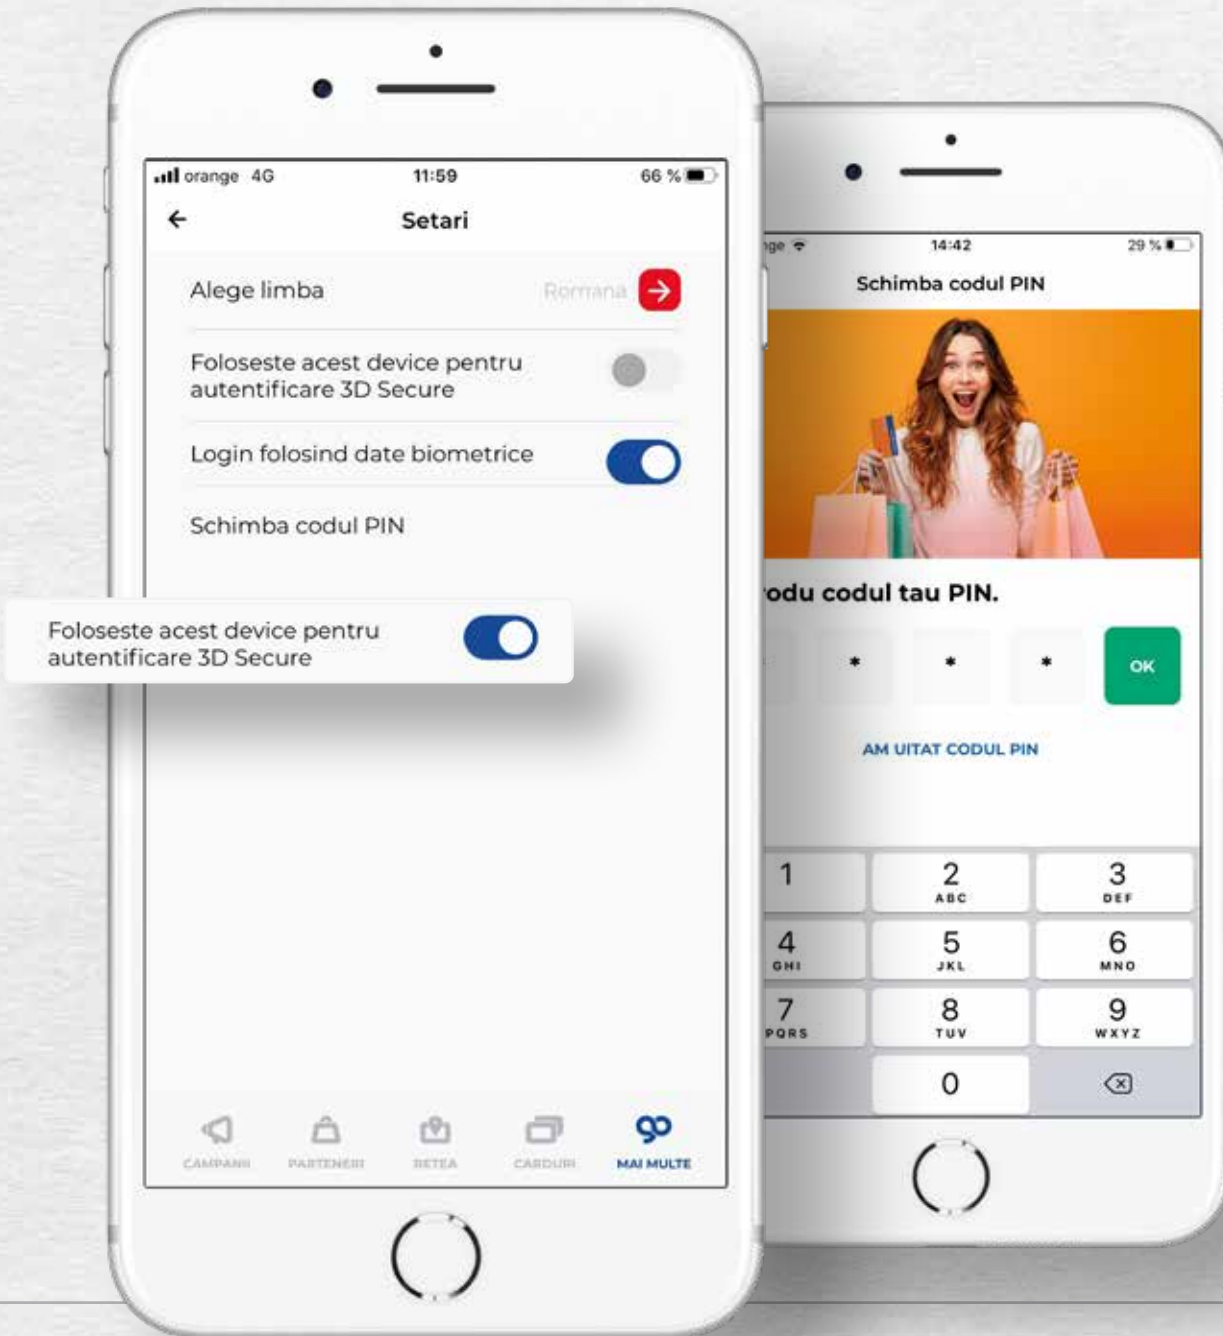 orange 4G 11:59 66 %
Setari
Alege limba Romana
Foloseste acest device pentru
autentificare 3D Secure
Login folosind date biometrice
Schimba codul PIN
Foloseste acest device pentru
autentificare 3D Secure
CAMPANII PARTENERI RETEA CARDURI MAI MULTE
14:42 29 %
Schimba codul PIN
codul tau PIN.
* * * OK
AM UITAT CODUL PIN
1 2 3
ABC DEF
4 5 6
GHI JKL MNO
7 8 9
PQRS TUV WXYZ
0